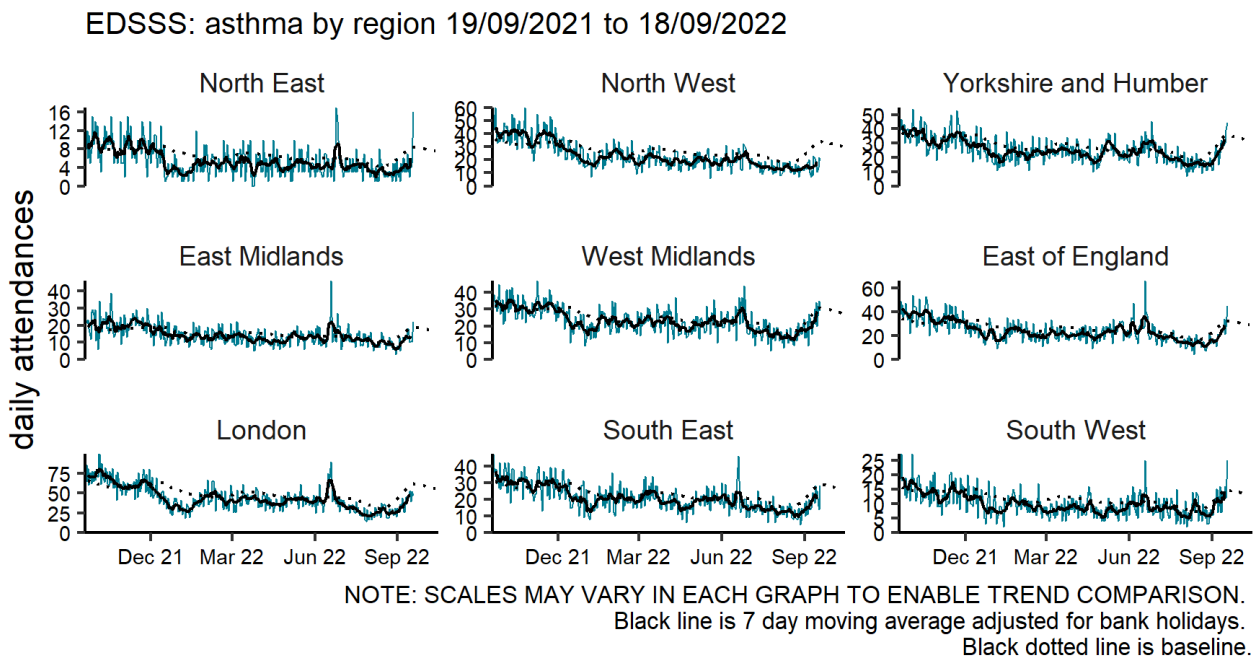 EDSSS: asthma by region 19/09/2021 to 18/09/2022
daily attendances
North East
16
12
8
4
0
North West
60
50
40
30
20
10
0
Yorkshire and Humber
50
40
30
20
10
0
East Midlands
40
30
20
10
0
West Midlands
40
30
20
10
0
East of England
60
40
20
0
London
75
50
25
0
Dec 21 Mar 22 Jun 22 Sep 22
South East
40
30
20
10
0
Dec 21 Mar 22 Jun 22 Sep 22
South West
25
20
15
10
5
0
Dec 21 Mar 22 Jun 22 Sep 22
NOTE: SCALES MAY VARY IN EACH GRAPH TO ENABLE TREND COMPARISON.
Black line is 7 day moving average adjusted for bank holidays.
Black dotted line is baseline.